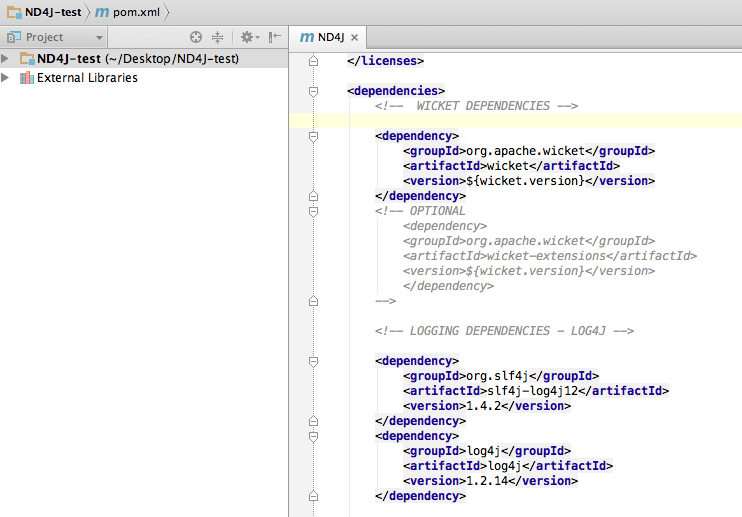 ND4J-test
pom.xml
Project
ND4J
ND4J-test (~/Desktop/ND4J-test)
External Libraries
</licenses>
<dependencies>
<!--  WICKET DEPENDENCIES -->
<dependency>
<groupId>org.apache.wicket</groupId>
<artifactId>wicket</artifactId>
<version>${wicket.version}</version>
</dependency>
<!-- OPTIONAL
<dependency>
<groupId>org.apache.wicket</groupId>
<artifactId>wicket-extensions</artifactId>
<version>${wicket.version}</version>
</dependency>
-->
<!-- LOGGING DEPENDENCIES - LOG4J -->
<dependency>
<groupId>org.slf4j</groupId>
<artifactId>slf4j-log4j12</artifactId>
<version>1.4.2</version>
</dependency>
<dependency>
<groupId>log4j</groupId>
<artifactId>log4j</artifactId>
<version>1.2.14</version>
</dependency>